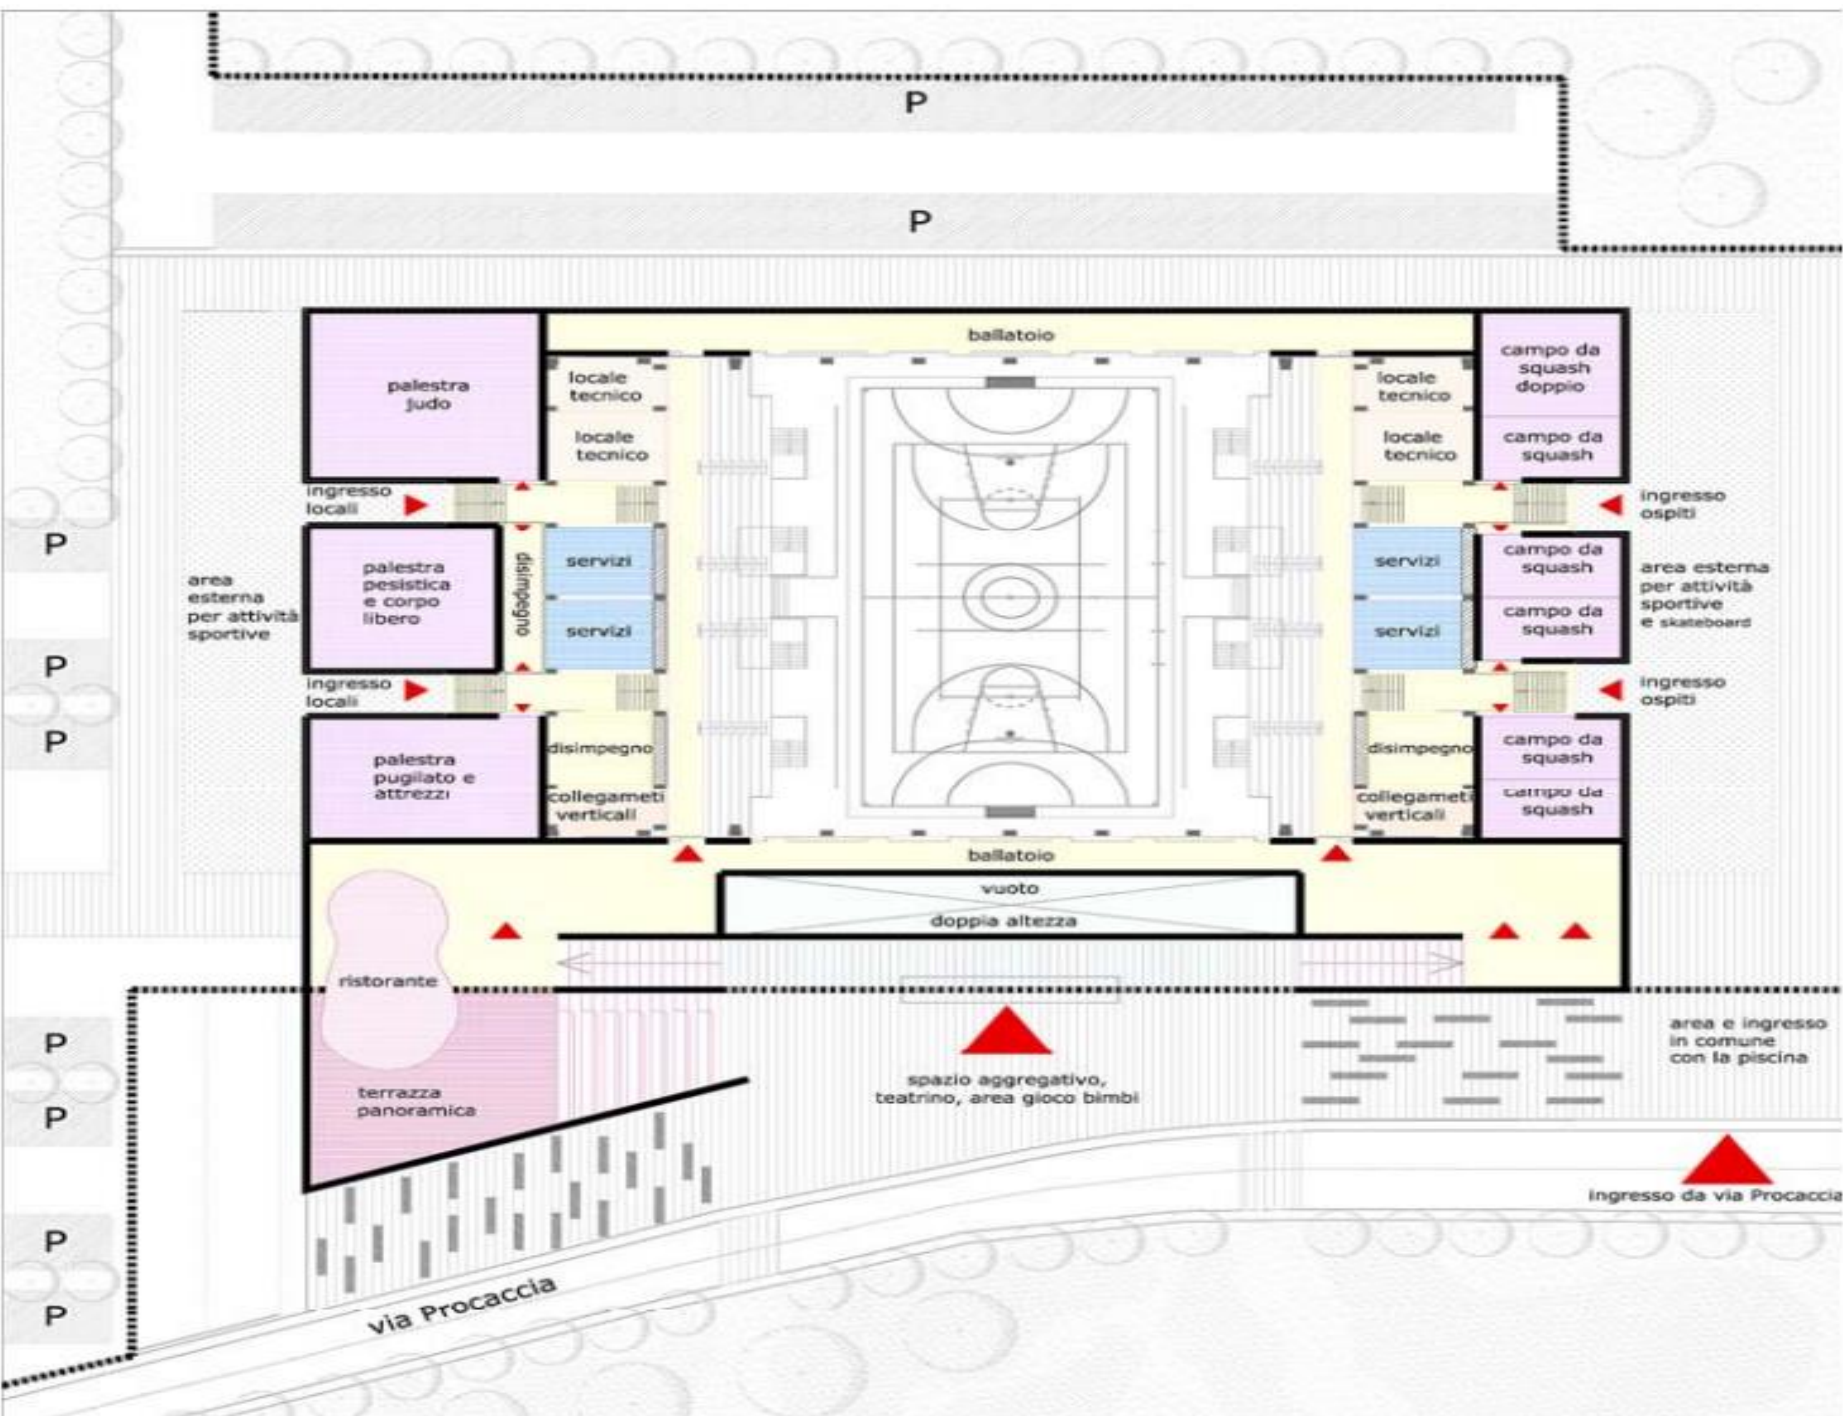 P
P
ballatoio
palestra
judo
locale
tecnico
locale
tecnico
locale
tecnico
locale
tecnico
campo da
squash
doppio
campo da
squash
ingresso
locali
ingresso
ospiti
P
area
esterna
per attività
sportive
palestra
pesistica
e corpo
libero
disimpegno
servizi
servizi
servizi
servizi
campo da
squash
campo da
squash
area esterna
per attività
sportive
e skateboard
P
ingresso
locali
ingresso
ospiti
P
palestra
pugilato e
attrezzi
disimpegno
collegameti
verticali
disimpegno
collegameti
verticali
campo da
squash
campo da
squash
ballatoio
vuoto
doppia altezza
ristorante
terrazza
panoramica
spazio aggregativo,
teatrino, area gioco bimbi
area e ingresso
in comune
con la piscina
P
P
ingresso da via Procaccia
P
P
via Procaccia